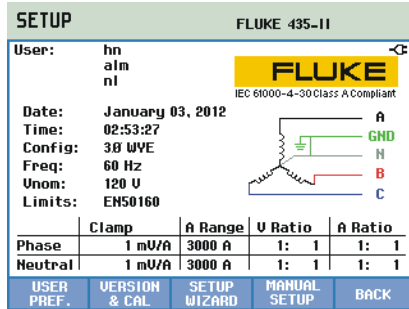 SETUP FLUKE 435-II
User: hn
alm
nl
FLUKE
IEC 61000-4-30 Class A Compliant
Date: January 03, 2012
Time: 02:53:27
Config: 3Ø WYE
Freq: 60 Hz
Vnom: 120 V
Limits: EN50160
A
GND
N
B
C
Clamp A Range V Ratio A Ratio
Phase 1 mV/A 3000 A 1: 1 1: 1
Neutral 1 mV/A 3000 A 1: 1 1: 1
USER PREF. VERSION & CAL SETUP WIZARD MANUAL SETUP BACK